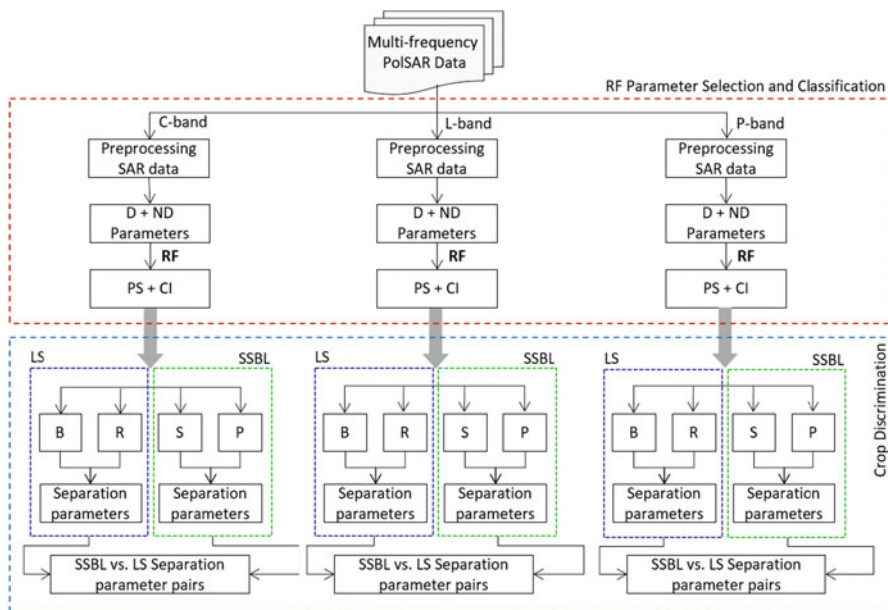 Multi-frequency
PolSAR Data
RF Parameter Selection and Classification
C-band
L-band
P-band
Preprocessing
SAR data
Preprocessing
SAR data
Preprocessing
SAR data
D + ND
Parameters
D + ND
Parameters
D + ND
Parameters
RF
RF
RF
PS + CI
PS + CI
PS + CI
LS
SSBL
LS
SSBL
LS
SSBL
Crop Discrimination
B
R
S
P
B
R
S
P
B
R
S
P
Separation
parameters
Separation
parameters
Separation
parameters
Separation
parameters
Separation
parameters
Separation
parameters
SSBL vs. LS Separation
parameter pairs
SSBL vs. LS Separation
parameter pairs
SSBL vs. LS Separation
parameter pairs